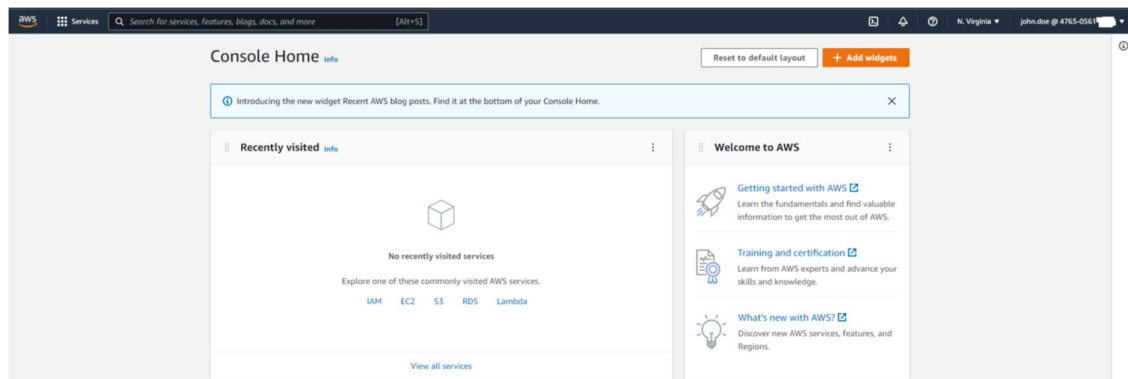 aws
Services
Search for services, features, blogs, docs, and more [Alt+S]
N. Virginia ▼
john.doe @ 4765-0561
Console Home Info
Reset to default layout
+ Add widgets
Introducing the new widget Recent AWS blog posts. Find it at the bottom of your Console Home.
Recently visited Info
No recently visited services
Explore one of these commonly visited AWS services.
IAM EC2 S3 RDS Lambda
View all services
Welcome to AWS
Getting started with AWS
Learn the fundamentals and find valuable
information to get the most out of AWS.
Training and certification
Learn from AWS experts and advance your
skills and knowledge.
What's new with AWS?
Discover new AWS services, features, and
Regions.